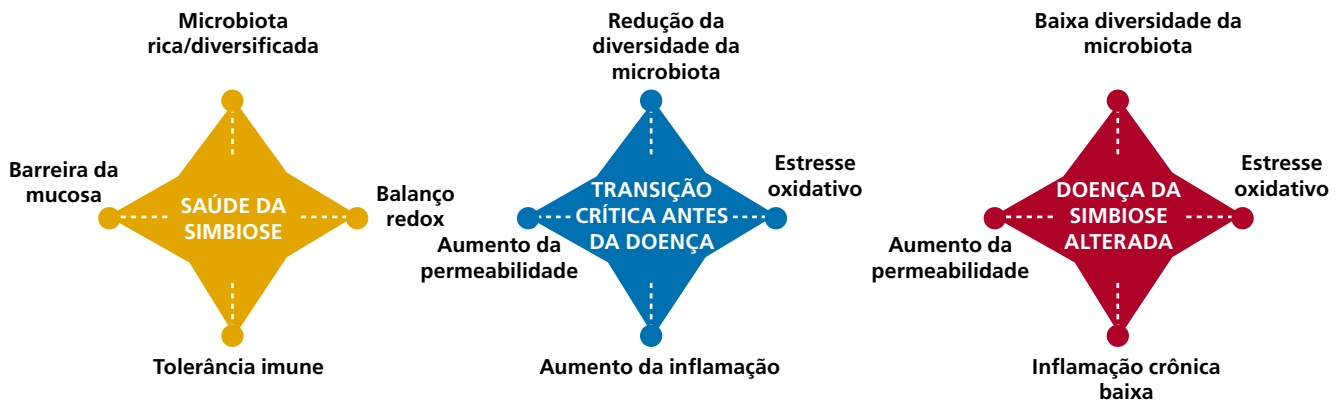 Microbiota
rica/diversificada
Barreira da
mucosa
SAÚDE DA
SIMBIOSE
Balanço
redox
Tolerância imune
Redução da
diversidade da
microbiota
Estresse
oxidativo
TRANSIÇÃO
CRÍTICA ANTES
DA DOENÇA
Aumento da
permeabilidade
Aumento da inflamação
Baixa diversidade da
microbiota
Estresse
oxidativo
DOENÇA DA
SIMBIOSE
ALTERADA
Aumento da
permeabilidade
Inflamação crônica
baixa